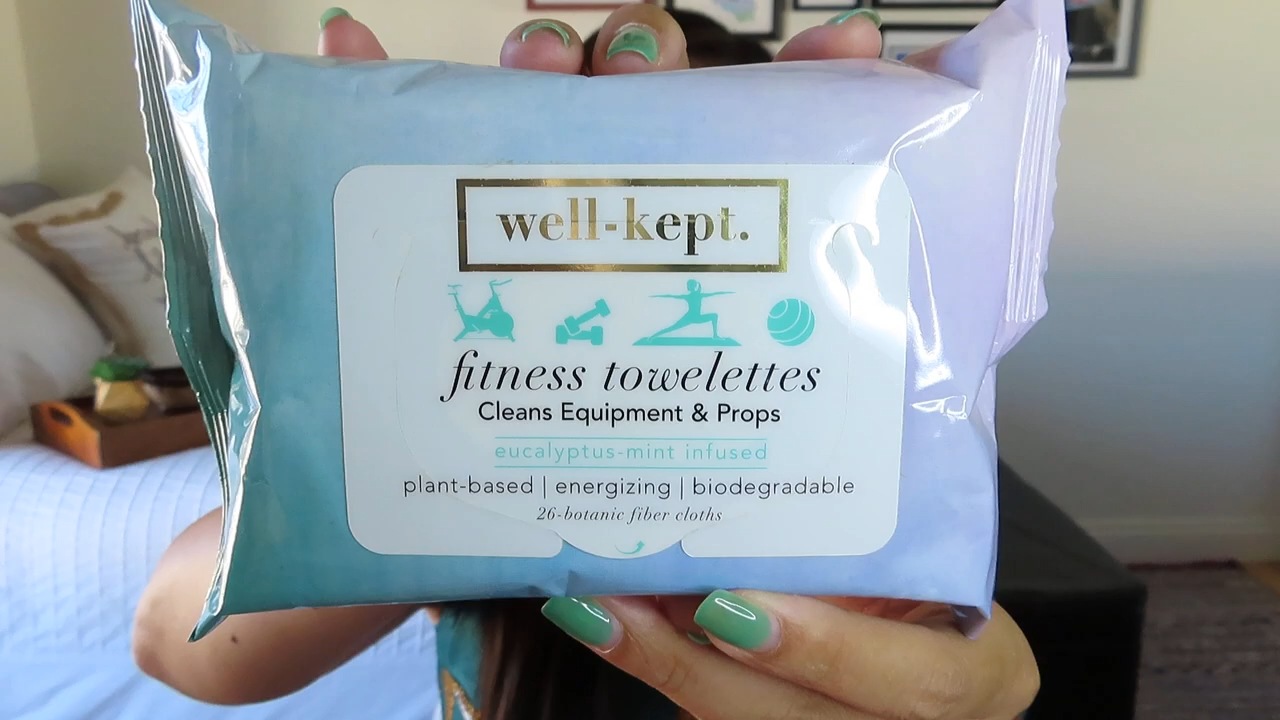 well-kept.
fitness towelettes
Cleans Equipment & Props
eucalyptus-mint infused
plant-based | energizing | biodegradable
26-botanic fiber cloths